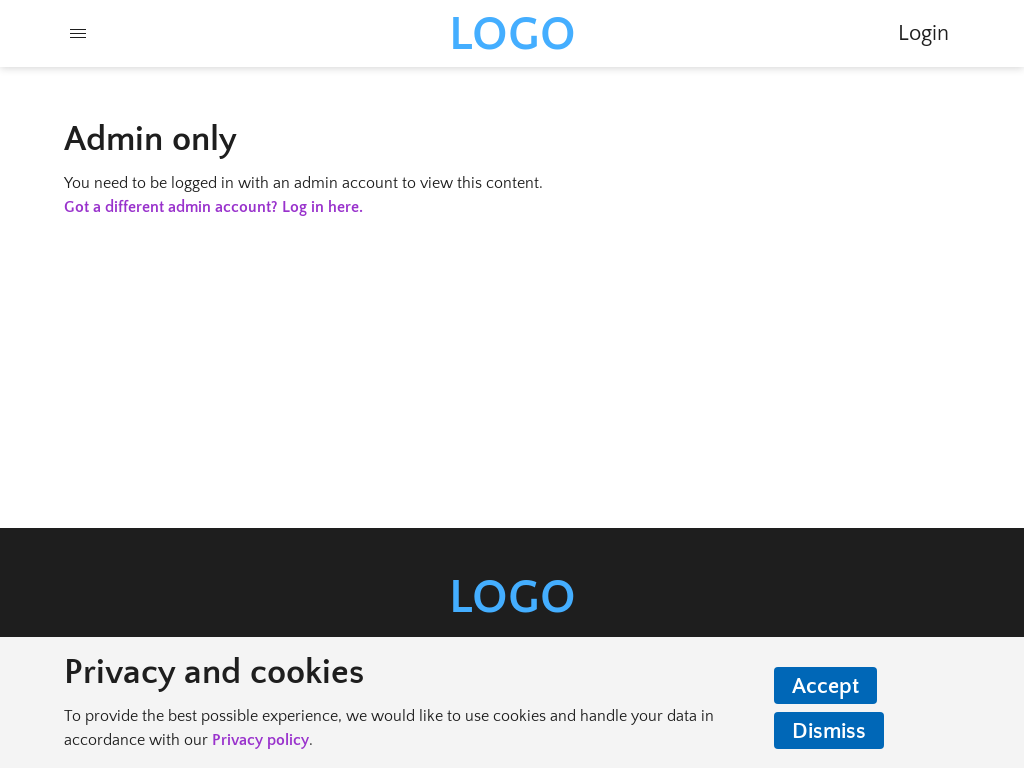 LOGO
Login
Admin only
You need to be logged in with an admin account to view this content.
Got a different admin account? Log in here.
LOGO
Privacy and cookies
To provide the best possible experience, we would like to use cookies and handle your data in
accordance with our Privacy policy.
Accept
Dismiss